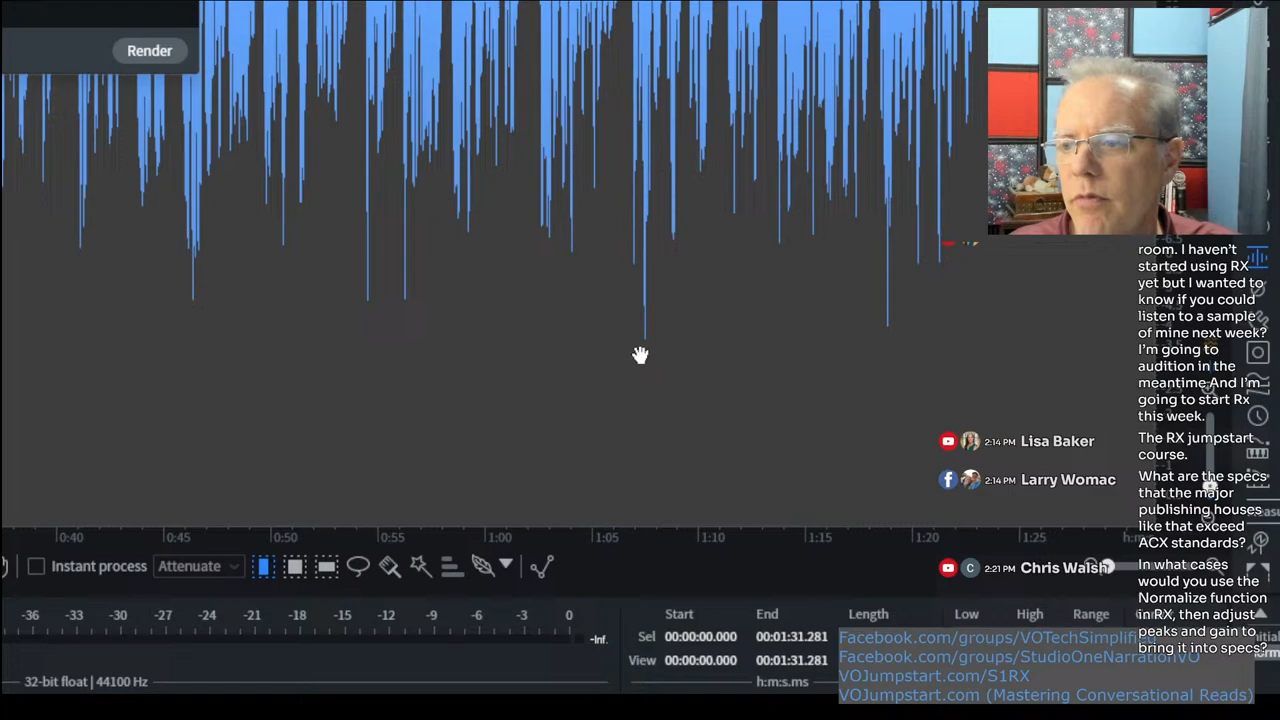 Render
-6.5
room. I haven't
started using RX
yet but I wanted to
know if you could
listen to a sample
of mine next week?
I'm going to
audition in the
meantime.And I'm
going to start Rx
this week.
2:14 PM Lisa Baker
The RX jumpstart
course.
2:14 PM Larry Womac
What are the specs
that the major
publishing houses
like that exceed
ACX standards?
0:40 0:45 0:50 0:55 1:00 1:05 1:10 1:15 1:20 1:25
Instant process Attenuate
2:21 PM Chris Walsh
In what cases
would you use the
Normalize function
in RX, then adjust
peaks and gain to
bring it into specs?
-36 -33 -30 -27 -24 -21 -18 -15 -12 -9 -6 -3 0
-Inf.
Start End Length Low High Range
Sel 00:00:00.000 00:01:31.281
View 00:00:00.000 00:01:31.281
h:m:s.ms
32-bit float | 44100 Hz
Facebook.com/groups/VOTechSimplified
Facebook.com/groups/StudioOneNarrationVO
VOJumpstart.com/S1RX
VOJumpstart.com (Mastering Conversational Reads)